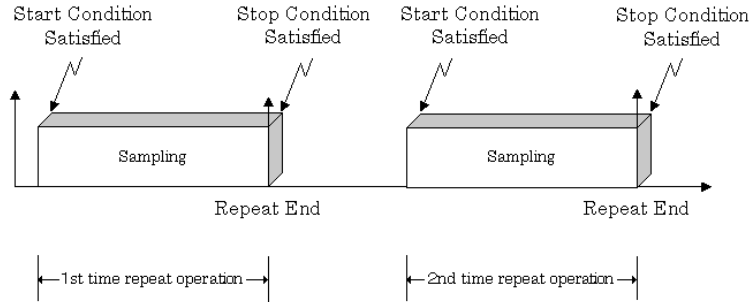 Start Condition
Satisfied
Stop Condition
Satisfied
Start Condition
Satisfied
Stop Condition
Satisfied
Sampling
Sampling
Repeat End
Repeat End
1st time repeat operation
2nd time repeat operation